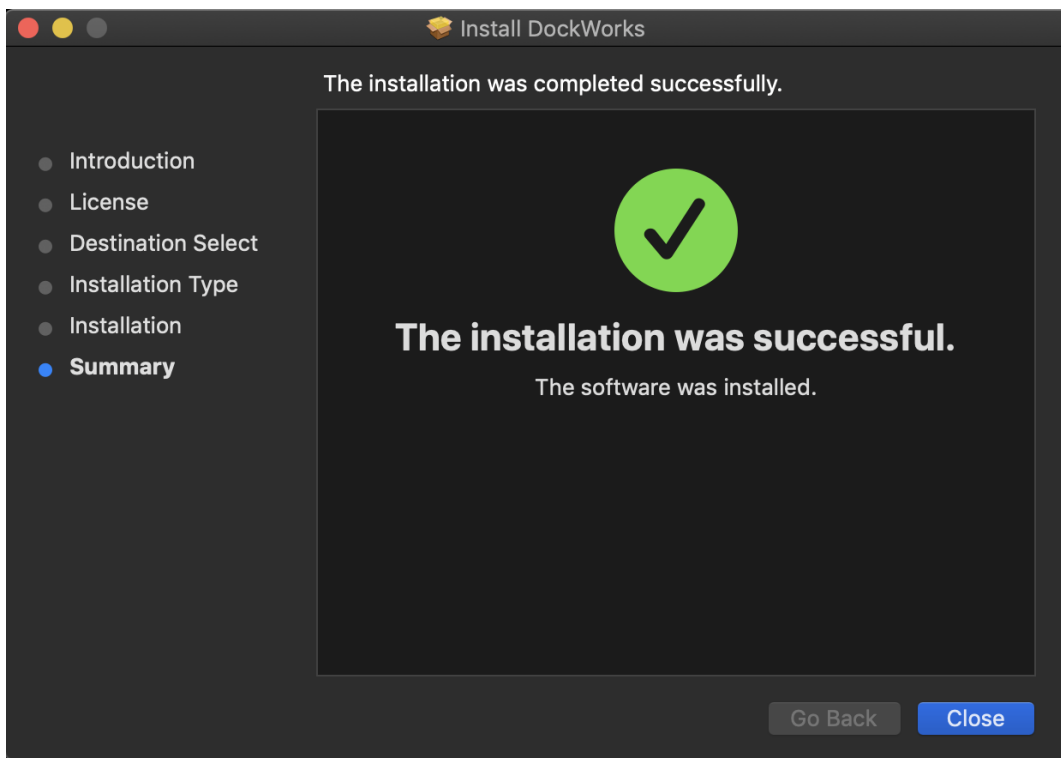 Install DockWorks
The installation was completed successfully.
Introduction
License
Destination Select
Installation Type
Installation
Summary
The installation was successful.
The software was installed.
Go Back
Close